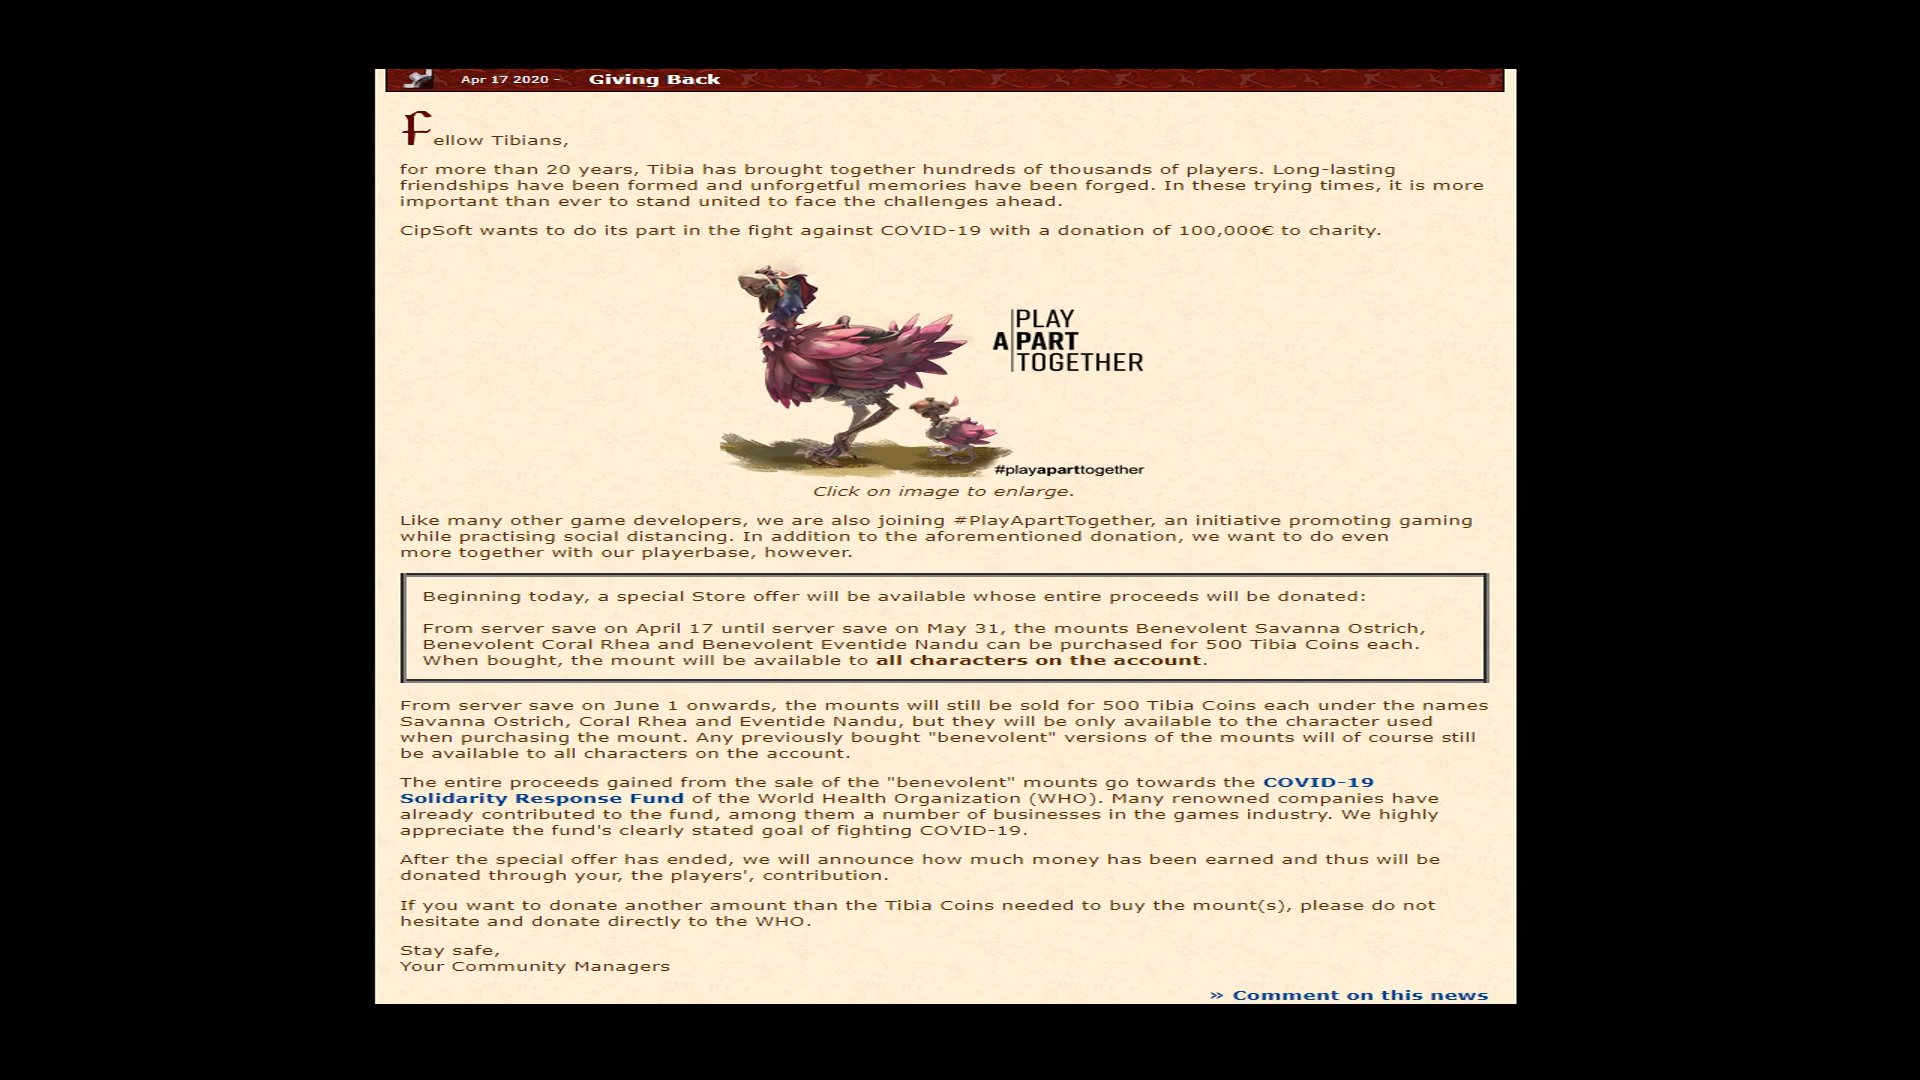 Apr 17 2020 - Giving Back
Fellow Tibians,
for more than 20 years, Tibia has brought together hundreds of thousands of players. Long-lasting
friendships have been formed and unforgetful memories have been forged. In these trying times, it is more
important than ever to stand united to face the challenges ahead.
CipSoft wants to do its part in the fight against COVID-19 with a donation of 100,000€ to charity.
PLAY
A PART
TOGETHER
#playaparttogether
Click on image to enlarge.
Like many other game developers, we are also joining #PlayApartTogether, an initiative promoting gaming
while practising social distancing. In addition to the aforementioned donation, we want to do even
more together with our playerbase, however.
Beginning today, a special Store offer will be available whose entire proceeds will be donated:
From server save on April 17 until server save on May 31, the mounts Benevolent Savanna Ostrich,
Benevolent Coral Rhea and Benevolent Eventide Nandu can be purchased for 500 Tibia Coins each.
When bought, the mount will be available to all characters on the account.
From server save on June 1 onwards, the mounts will still be sold for 500 Tibia Coins each under the names
Savanna Ostrich, Coral Rhea and Eventide Nandu, but they will be only available to the character used
when purchasing the mount. Any previously bought "benevolent" versions of the mounts will of course still
be available to all characters on the account.
The entire proceeds gained from the sale of the "benevolent" mounts go towards the COVID-19
Solidarity Response Fund of the World Health Organization (WHO). Many renowned companies have
already contributed to the fund, among them a number of businesses in the games industry. We highly
appreciate the fund's clearly stated goal of fighting COVID-19.
After the special offer has ended, we will announce how much money has been earned and thus will be
donated through your, the players', contribution.
If you want to donate another amount than the Tibia Coins needed to buy the mount(s), please do not
hesitate and donate directly to the WHO.
Stay safe,
Your Community Managers
» Comment on this news